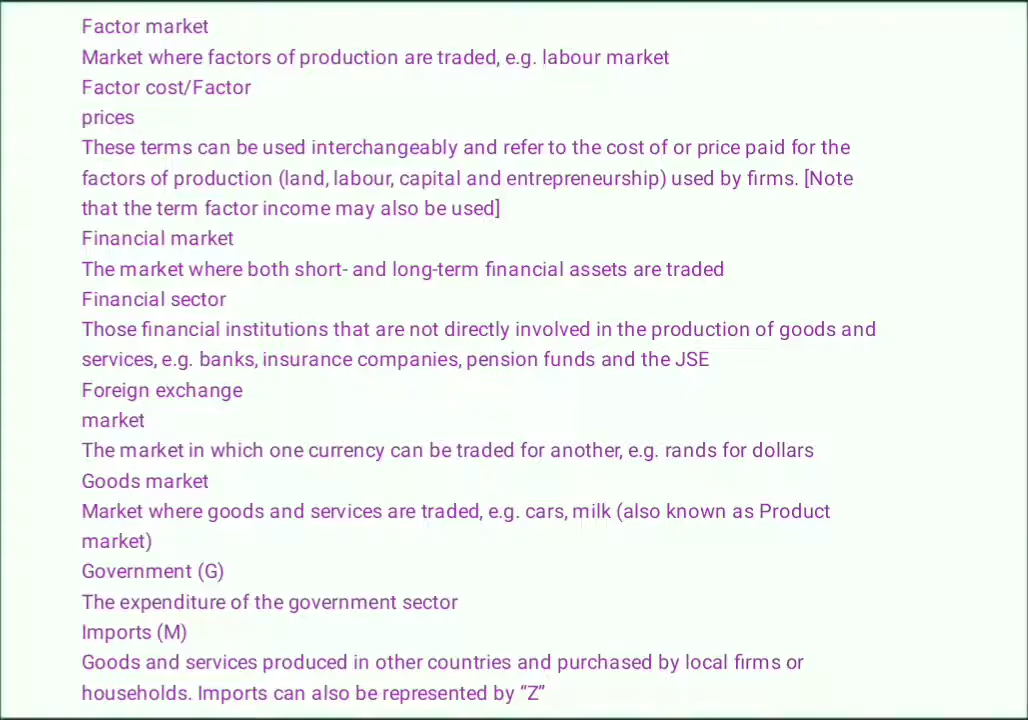 Factor market
Market where factors of production are traded, e.g. labour market
Factor cost/Factor
prices
These terms can be used interchangeably and refer to the cost of or price paid for the
factors of production (land, labour, capital and entrepreneurship) used by firms. [Note
that the term factor income may also be used]
Financial market
The market where both short- and long-term financial assets are traded
Financial sector
Those financial institutions that are not directly involved in the production of goods and
services, e.g. banks, insurance companies, pension funds and the JSE
Foreign exchange
market
The market in which one currency can be traded for another, e.g. rands for dollars
Goods market
Market where goods and services are traded, e.g. cars, milk (also known as Product
market)
Government (G)
The expenditure of the government sector
Imports (M)
Goods and services produced in other countries and purchased by local firms or
households. Imports can also be represented by “Z”